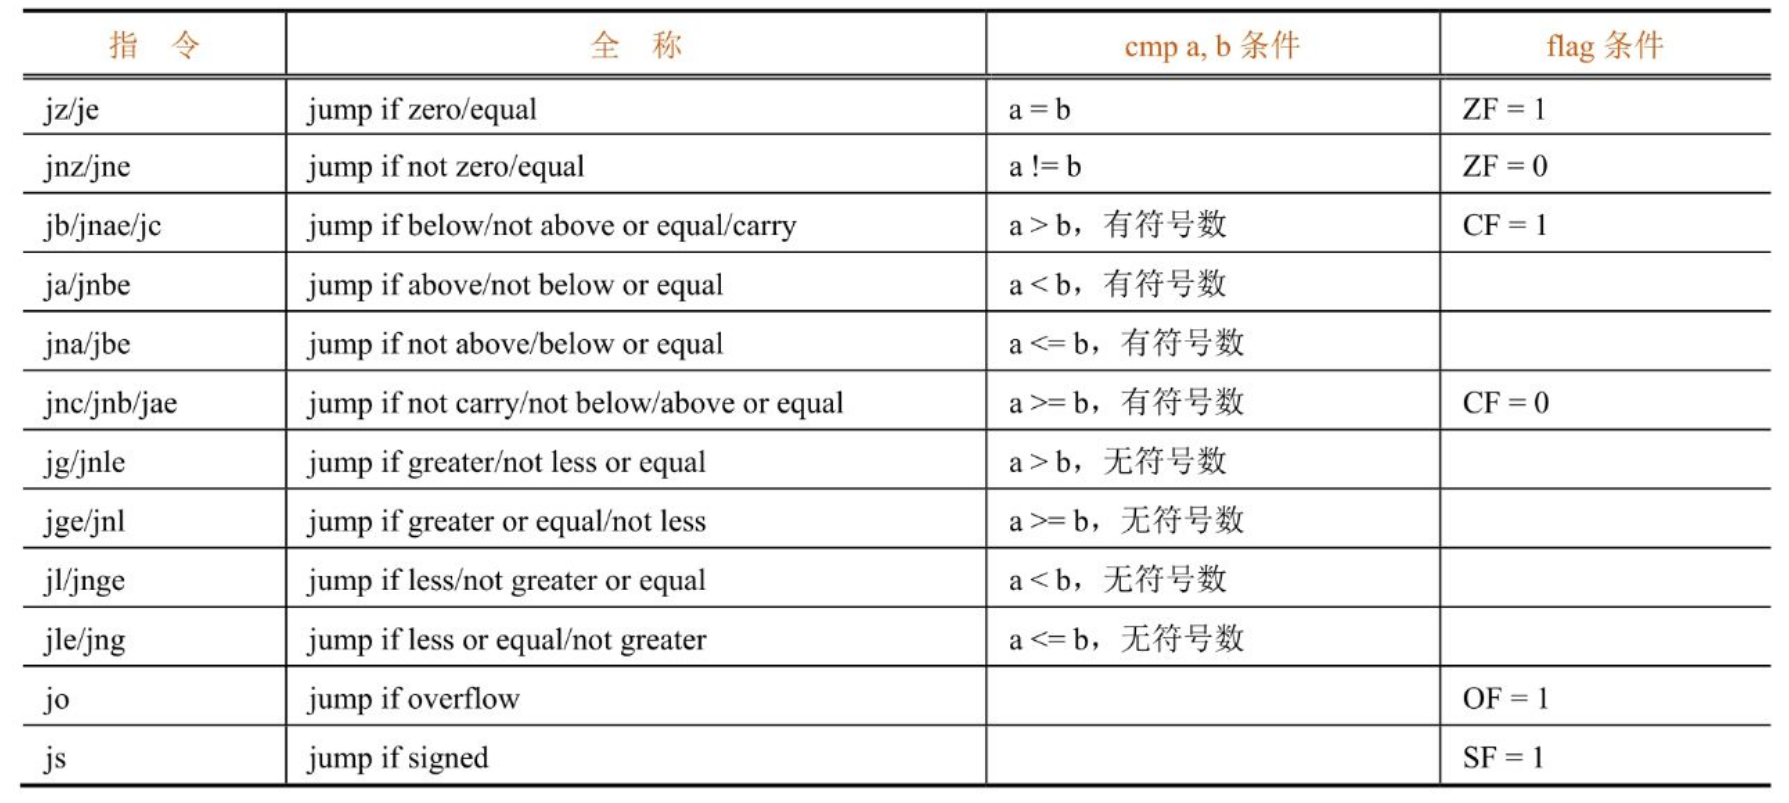 指 令 全 称 cmp a, b 条件 flag 条件
jz/je jump if zero/equal a = b ZF = 1
jnz/jne jump if not zero/equal a != b ZF = 0
jb/jnae/jc jump if below/not above or equal/carry a > b，有符号数 CF = 1
ja/jnbe jump if above/not below or equal a < b，有符号数
jna/jbe jump if not above/below or equal a <= b，有符号数
jnc/jnb/jae jump if not carry/not below/above or equal a >= b，有符号数 CF = 0
jg/jnle jump if greater/not less or equal a > b，无符号数
jge/jnl jump if greater or equal/not less a >= b，无符号数
jl/jnge jump if less/not greater or equal a < b，无符号数
jle/jng jump if less or equal/not greater a <= b，无符号数
jo jump if overflow OF = 1
js jump if signed SF = 1